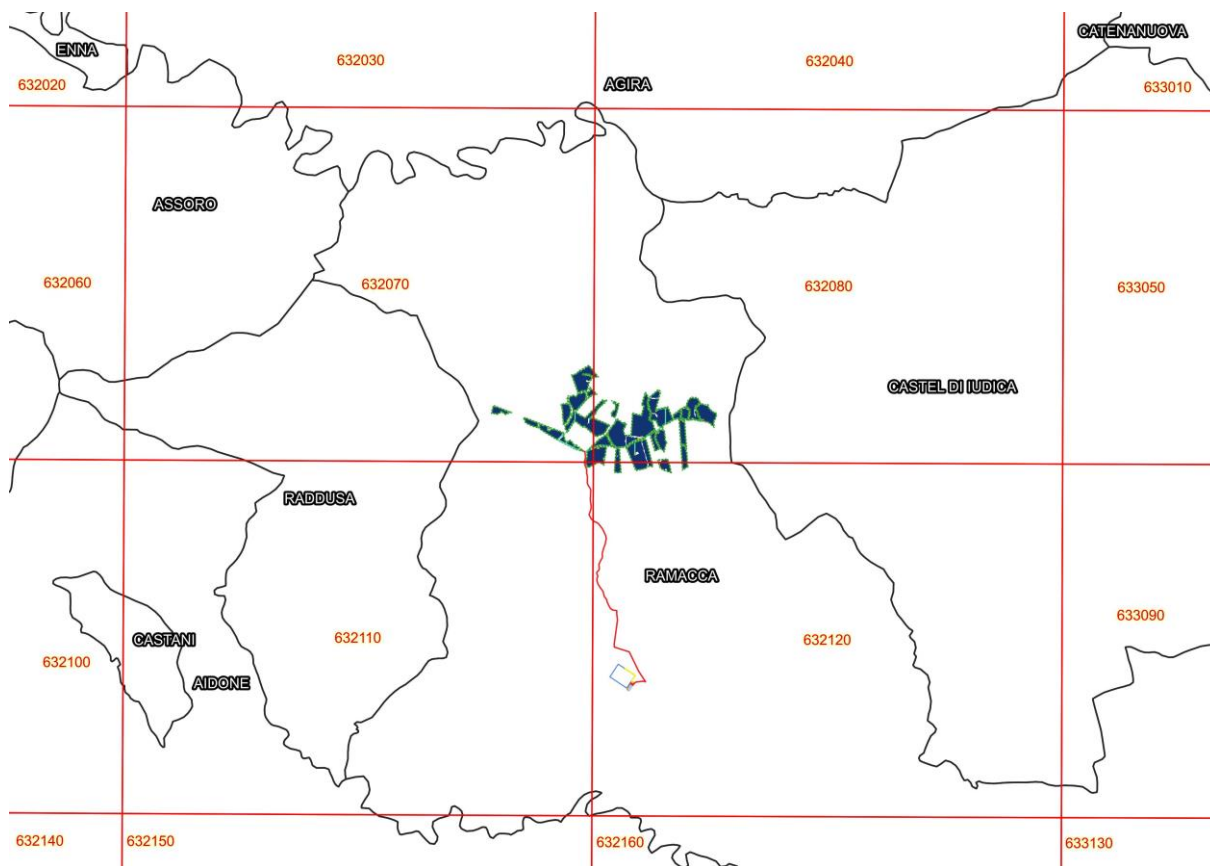 CATENANUOVA
ENNA
632030
632040
632020
AGIRA
633010
ASSORO
632060
632070
632080
633050
CASTEL DI IUDICA
RADDUSA
RAMACCA
633090
CASTANI
632110
632120
632100
AIDONE
632140
632150
632160
633130